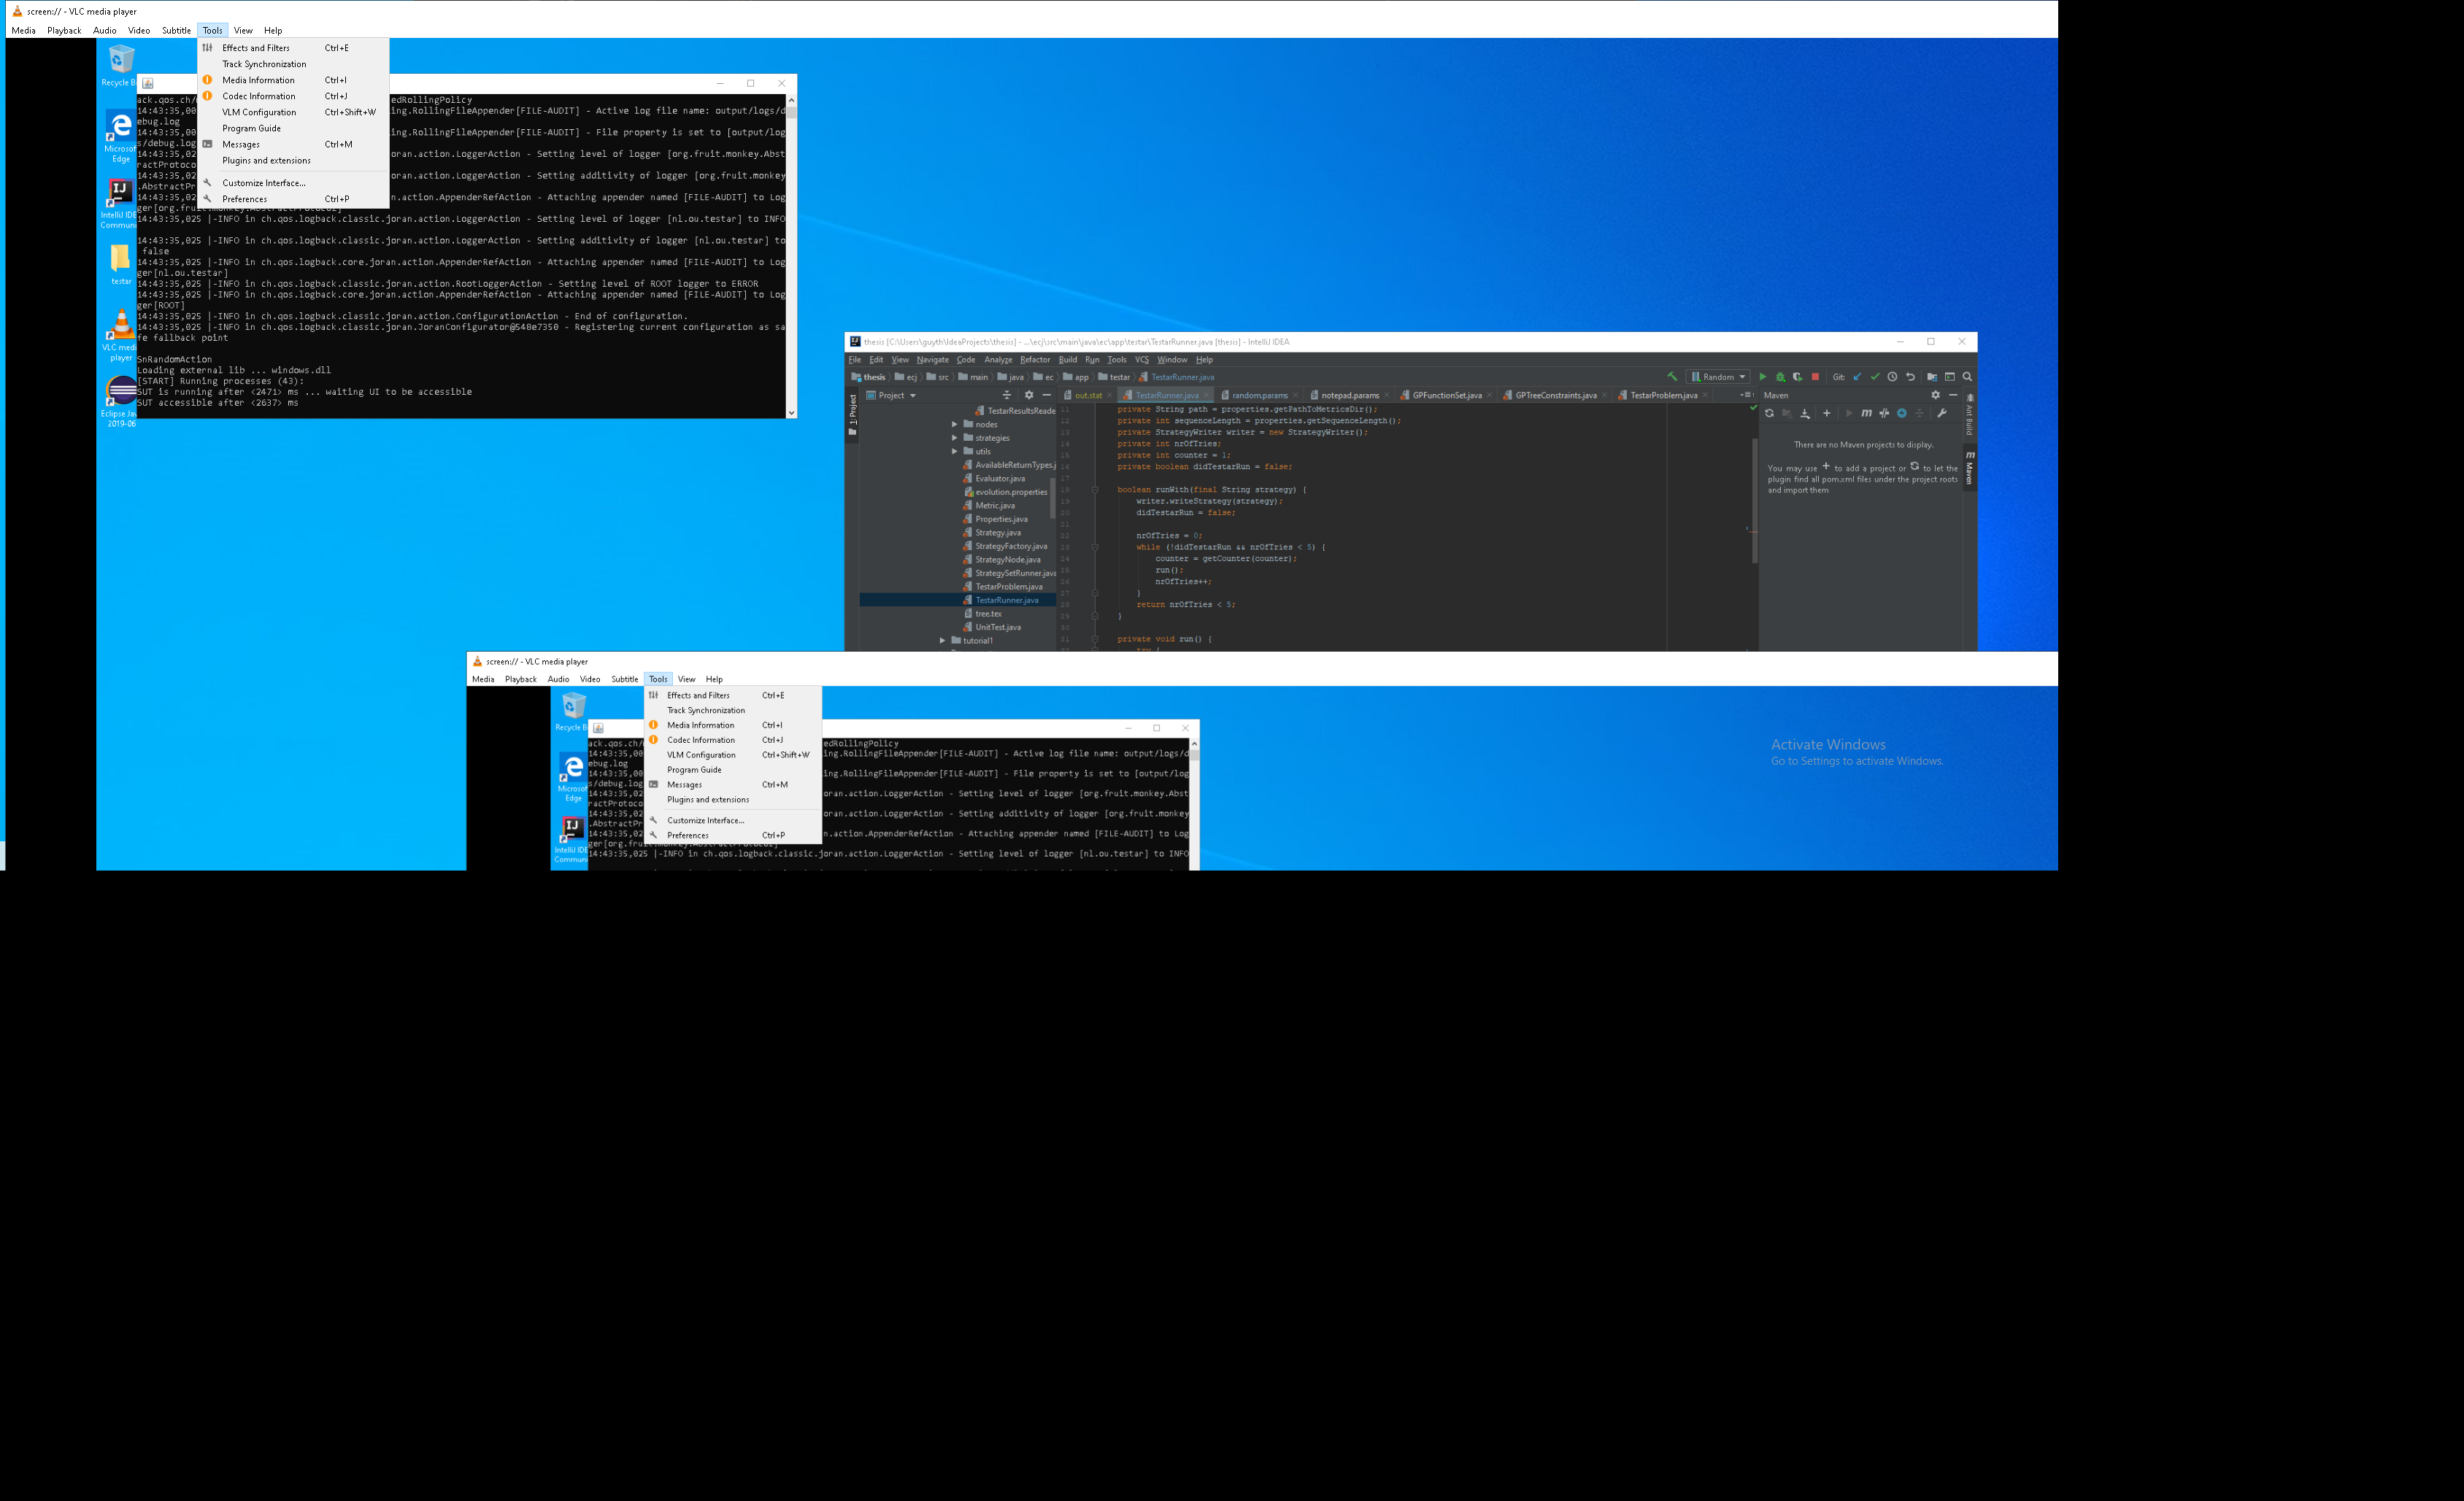 screen:// - VLC media player
Media Playback Audio Video Subtitle Tools View Help
Effects and Filters Ctrl+E
Track Synchronization
Media Information Ctrl+I
Codec Information Ctrl+J
VLM Configuration Ctrl+Shift+W
Program Guide
Messages Ctrl+M
Plugins and extensions
Customize Interface...
Preferences Ctrl+P
Recycle B
Microsof
Edge
IntelliJ IDE
Commun
testar
VLC medi
player
Eclipse Jav
2019-06
ack.qos.ch/ edRollingPolicy
14:43:35,00 ing.RollingFileAppender[FILE-AUDIT] - Active log file name: output/logs/d
ebug.log
14:43:35,00 ing.RollingFileAppender[FILE-AUDIT] - File property is set to [output/log
s/debug.log
14:43:35,02 oran.action.LoggerAction - Setting level of logger [org.fruit.monkey.Abst
ractProtoco
14:43:35,02 oran.action.LoggerAction - Setting additivity of logger [org.fruit.monkey
.AbstractPr
14:43:35,02 n.action.AppenderRefAction - Attaching appender named [FILE-AUDIT] to Log
ger[org.fruit.monkey.AbstractProtocol]
14:43:35,025 |-INFO in ch.qos.logback.classic.joran.action.LoggerAction - Setting level of logger [nl.ou.testar] to INFO
14:43:35,025 |-INFO in ch.qos.logback.classic.joran.action.LoggerAction - Setting additivity of logger [nl.ou.testar] to
false
14:43:35,025 |-INFO in ch.qos.logback.core.joran.action.AppenderRefAction - Attaching appender named [FILE-AUDIT] to Log
ger[nl.ou.testar]
14:43:35,025 |-INFO in ch.qos.logback.classic.joran.action.RootLoggerAction - Setting level of ROOT logger to ERROR
14:43:35,025 |-INFO in ch.qos.logback.core.joran.action.AppenderRefAction - Attaching appender named [FILE-AUDIT] to Log
ger[ROOT]
14:43:35,025 |-INFO in ch.qos.logback.classic.joran.action.ConfigurationAction - End of configuration.
14:43:35,025 |-INFO in ch.qos.logback.classic.joran.JoranConfigurator@548e7350 - Registering current configuration as sa
fe fallback point
SnRandomAction
Loading external lib ... windows.dll
[START] Running processes (43):
SUT is running after <2471> ms ... waiting UI to be accessible
SUT accessible after <2637> ms
thesis [C:\Users\guyth\IdeaProjects\thesis] - ...\ecj\src\main\java\ec\app\testar\TestarRunner.java [thesis] - IntelliJ IDEA
File Edit View Navigate Code Analyze Refactor Build Run Tools VCS Window Help
thesis ecj src main java ec app testar TestarRunner.java Random Git:
1: Project
Project
out.stat TestarRunner.java random.params notepad.params GPFunctionSet.java GPTreeConstraints.java TestarProblem.java
Maven
Ant Build
Maven
TestarResultsReade
nodes
strategies
utils
AvailableReturnTypes.j
Evaluator.java
evolution.properties
Metric.java
Properties.java
Strategy.java
StrategyFactory.java
StrategyNode.java
StrategySetRunner.java
TestarProblem.java
TestarRunner.java
tree.tex
UnitTest.java
tutorial1
11 private String path = properties.getPathToMetricsDir();
12 private int sequenceLength = properties.getSequenceLength();
13 private StrategyWriter writer = new StrategyWriter();
14 private int nrOfTries;
15 private int counter = 1;
16 private boolean didTestarRun = false;
17
18 boolean runWith(final String strategy) {
19 writer.writeStrategy(strategy);
20 didTestarRun = false;
21
22 nrOfTries = 0;
23 while (!didTestarRun && nrOfTries < 5) {
24 counter = getCounter(counter);
25 run();
26 nrOfTries++;
27 }
28 return nrOfTries < 5;
29 }
30
31 private void run() {
There are no Maven projects to display.
You may use + to add a project or to let the
plugin find all pom.xml files under the project roots
and import them
screen:// - VLC media player
Media Playback Audio Video Subtitle Tools View Help
Effects and Filters Ctrl+E
Track Synchronization
Media Information Ctrl+I
Codec Information Ctrl+J
VLM Configuration Ctrl+Shift+W
Program Guide
Messages Ctrl+M
Plugins and extensions
Customize Interface...
Preferences Ctrl+P
Recycle B
Microsof
Edge
IntelliJ IDE
Commun
ack.qos.ch/ edRollingPolicy
14:43:35,00 ing.RollingFileAppender[FILE-AUDIT] - Active log file name: output/logs/d
ebug.log
14:43:35,00 ing.RollingFileAppender[FILE-AUDIT] - File property is set to [output/log
s/debug.log
14:43:35,02 oran.action.LoggerAction - Setting level of logger [org.fruit.monkey.Abst
ractProtoco
14:43:35,02 oran.action.LoggerAction - Setting additivity of logger [org.fruit.monkey
.AbstractPr
14:43:35,02 n.action.AppenderRefAction - Attaching appender named [FILE-AUDIT] to Log
ger[org.fruit.monkey.AbstractProtocol]
14:43:35,025 |-INFO in ch.qos.logback.classic.joran.action.LoggerAction - Setting level of logger [nl.ou.testar] to INFO
Activate Windows
Go to Settings to activate Windows.